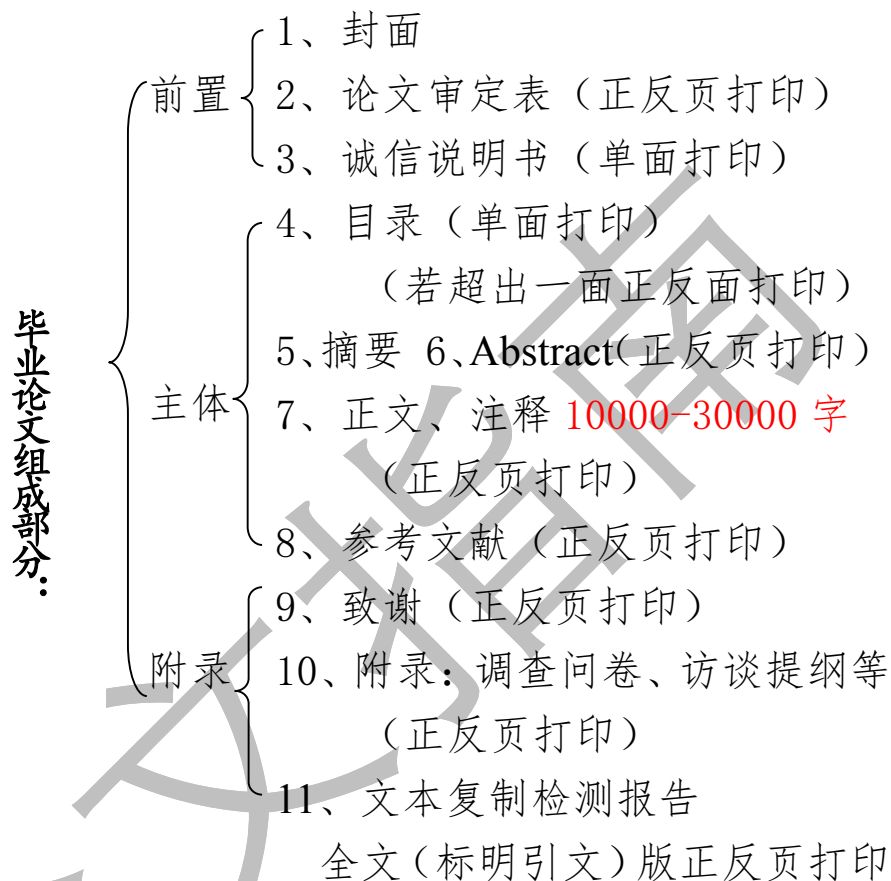 毕业论文组成部分：
前置
1、封面
2、论文审定表（正反页打印）
3、诚信说明书（单面打印）
主体
4、目录（单面打印）
（若超出一面正反面打印）
5、摘要 6、Abstract（正反页打印）
7、正文、注释 10000-30000 字
（正反页打印）
8、参考文献（正反页打印）
附录
9、致谢（正反页打印）
10、附录：调查问卷、访谈提纲等
（正反页打印）
11、文本复制检测报告
全文（标明引文）版正反页打印
文指南